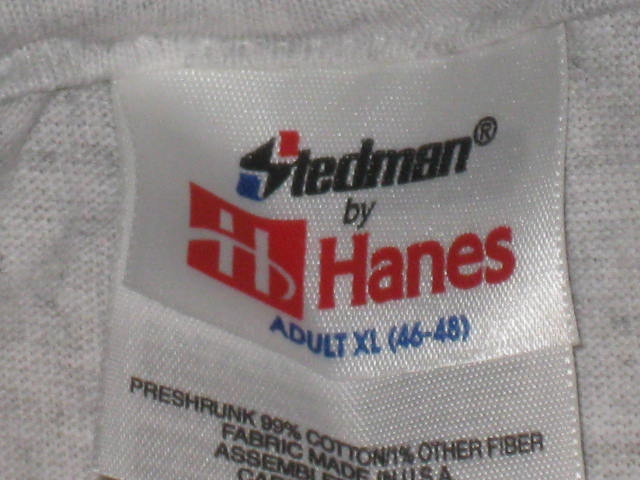 Stedman®
by
Hanes
ADULT XL (46-48)
PRESHRUNK 99% COTTON/1% OTHER FIBER
FABRIC MADE IN U.S.A.